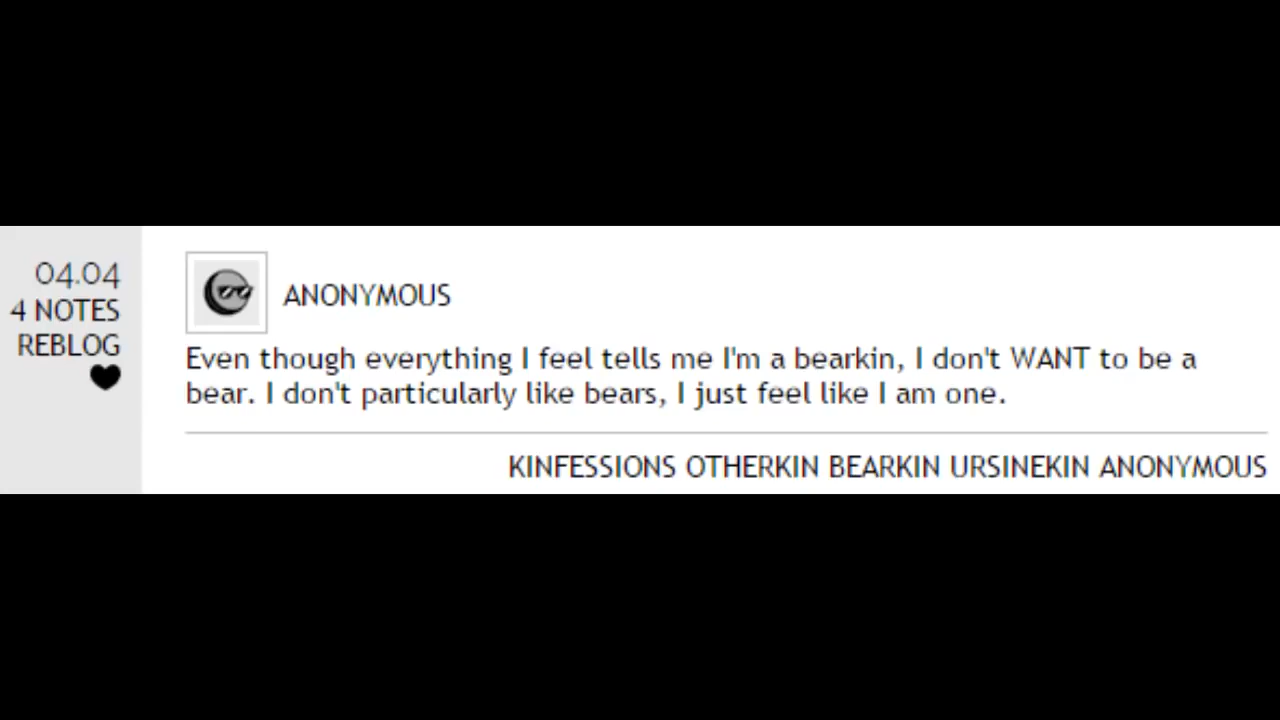 04.04
4 NOTES
REBLOG
ANONYMOUS
Even though everything I feel tells me I'm a bearkin, I don't WANT to be a
bear. I don't particularly like bears, I just feel like I am one.
KINFESSIONS OTHERKIN BEARKIN URSINEKIN ANONYMOUS